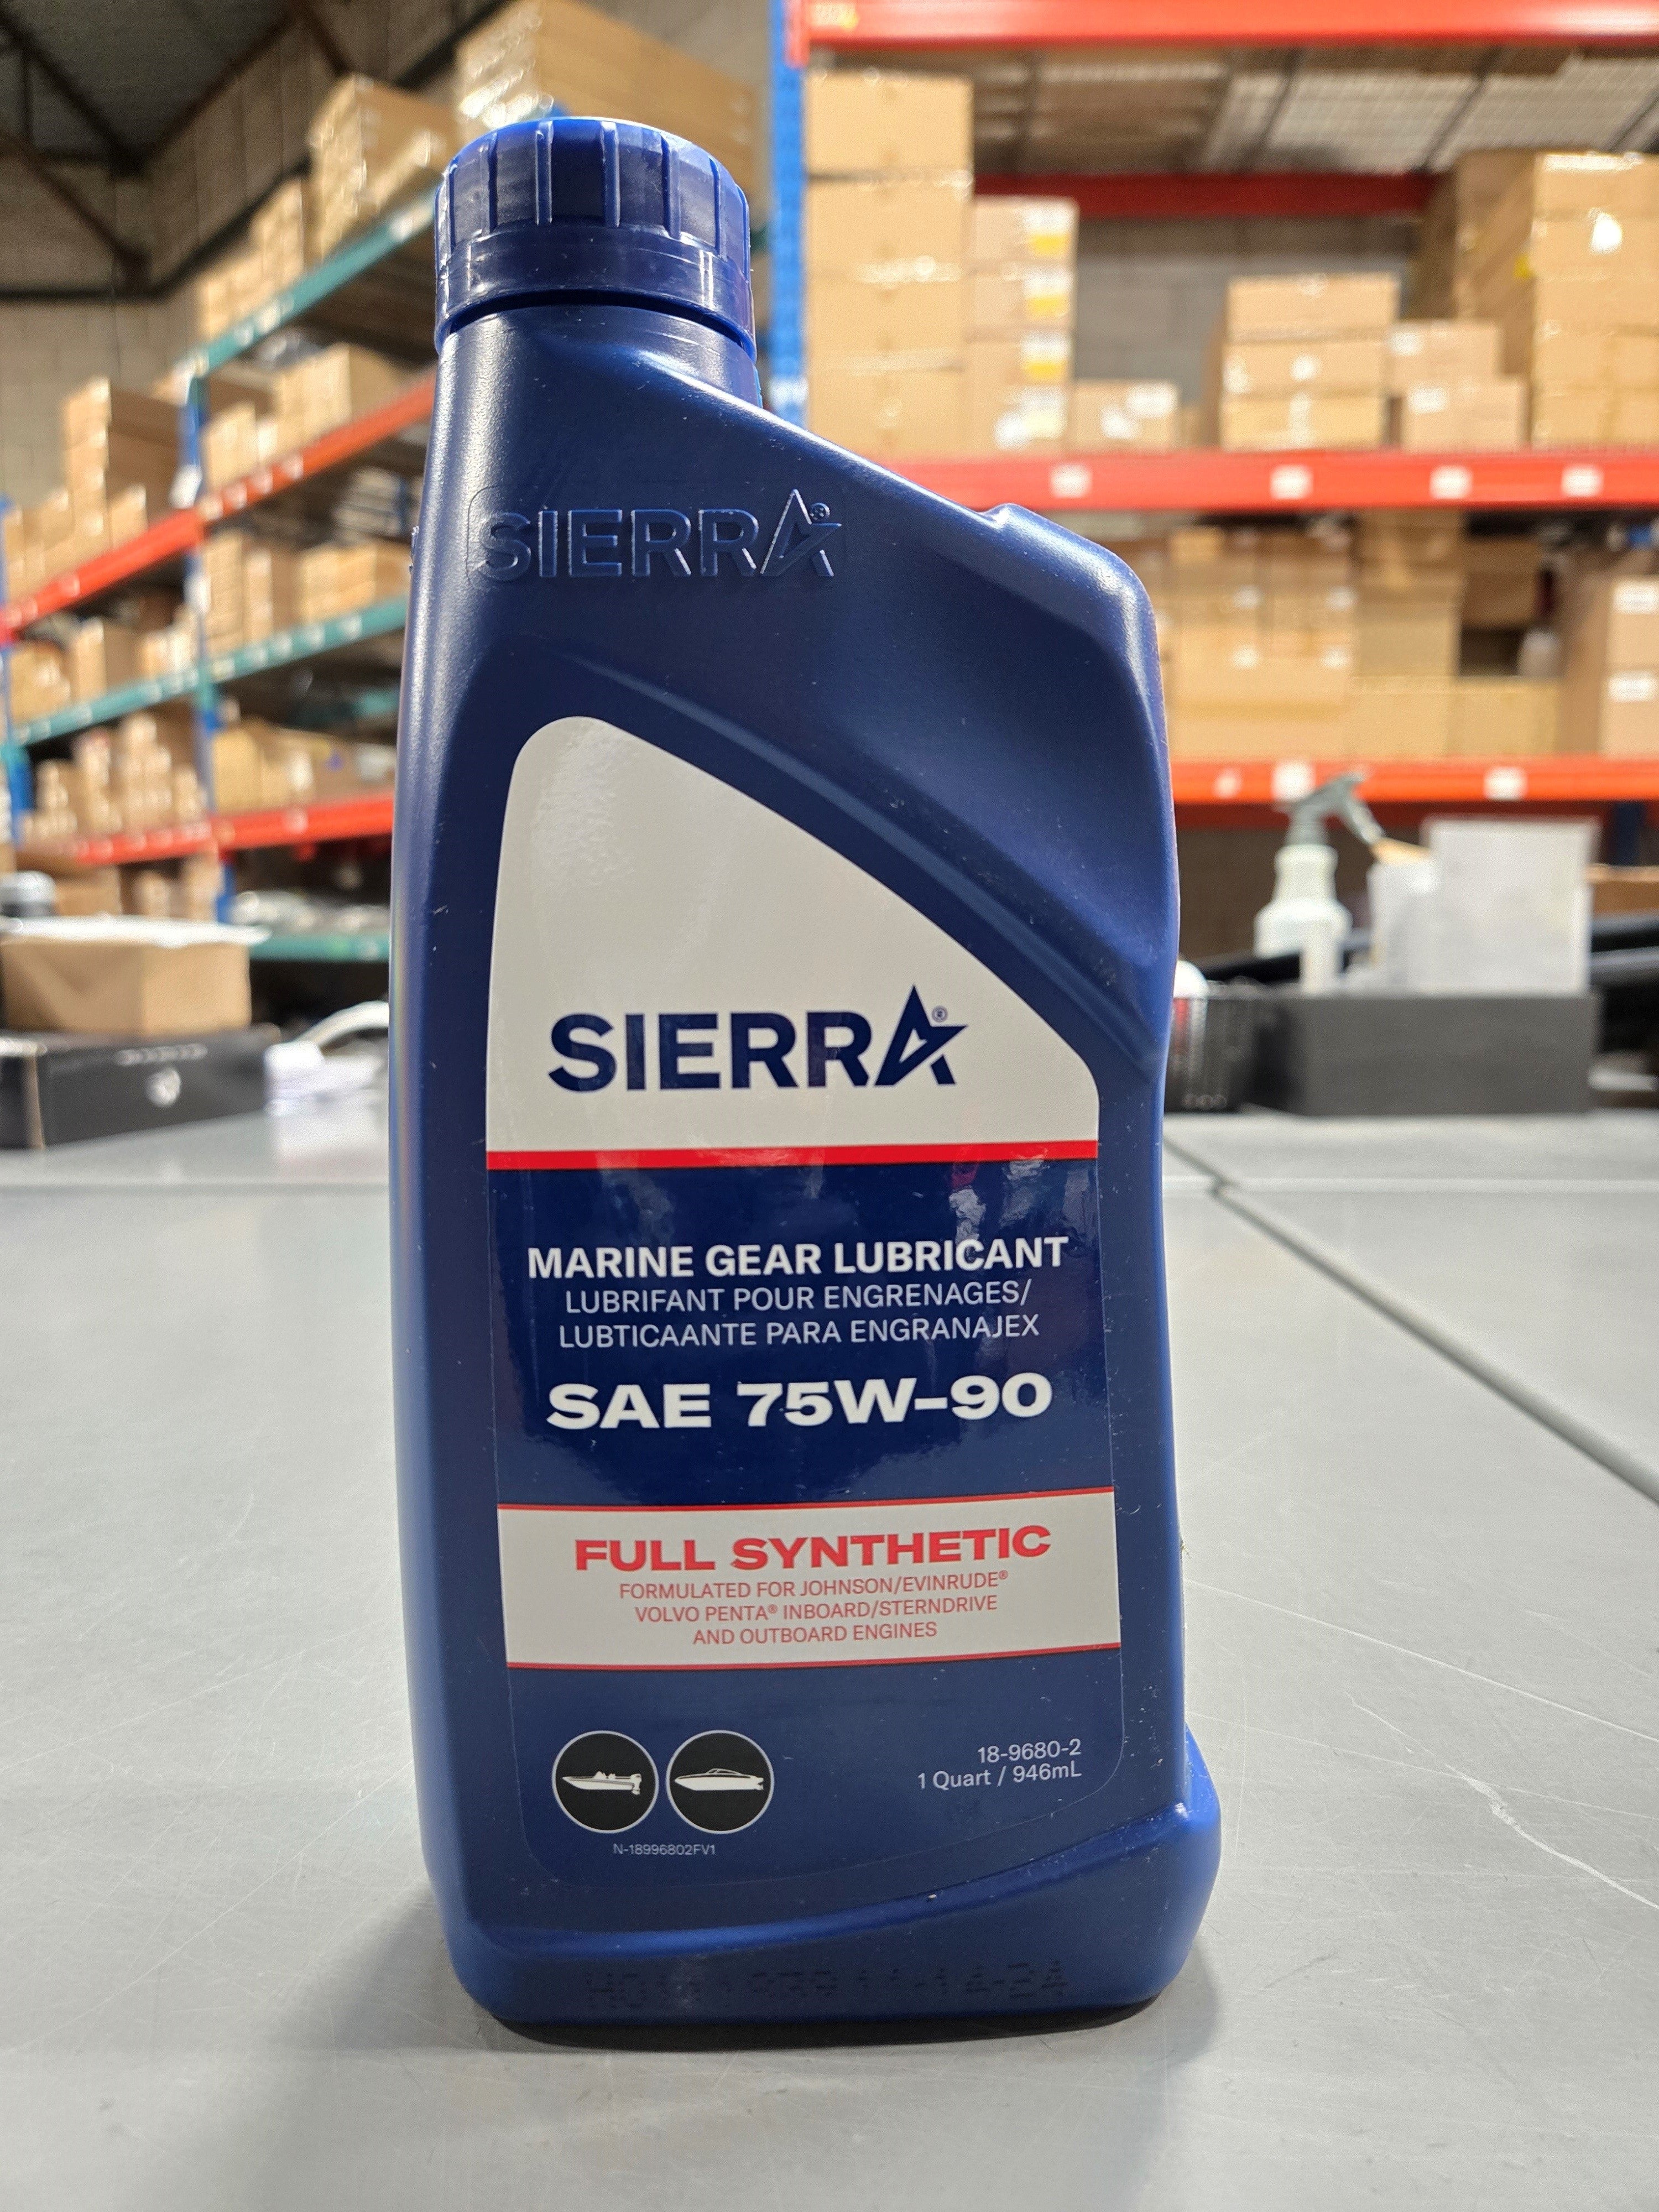 SIERRA®
SIERRA®
MARINE GEAR LUBRICANT
LUBRIFANT POUR ENGRENAGES/
LUBTICAANTE PARA ENGRANAJEX
SAE 75W-90
FULL SYNTHETIC
FORMULATED FOR JOHNSON/EVINRUDE®
VOLVO PENTA® INBOARD/STERNDRIVE
AND OUTBOARD ENGINES
18-9680-2
1 Quart / 946mL
N-18996802FV1